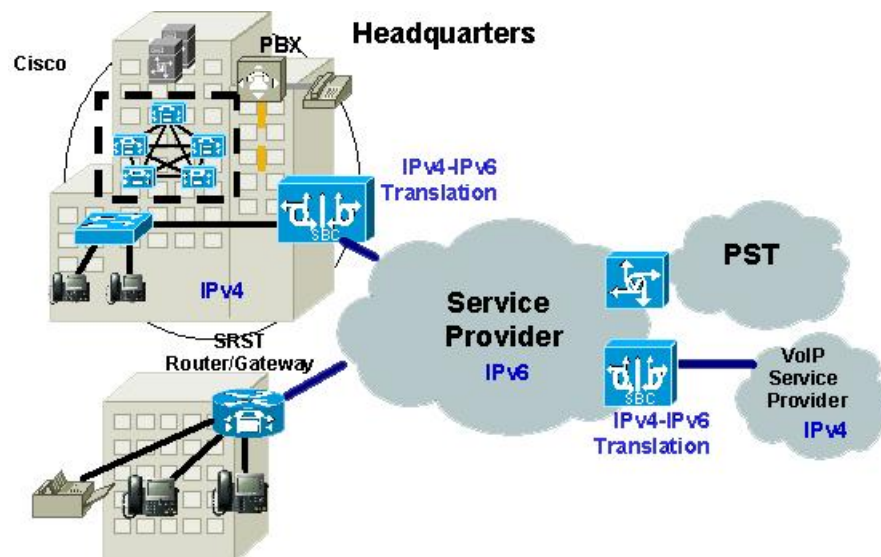 Headquarters
Cisco
PBX
IPv4-IPv6
Translation
SBC
IPv4
PST
Service
Provider
IPv6
SRST
Router/Gateway
SBC
VoIP
Service
Provider
IPv4
IPv4-IPv6
Translation